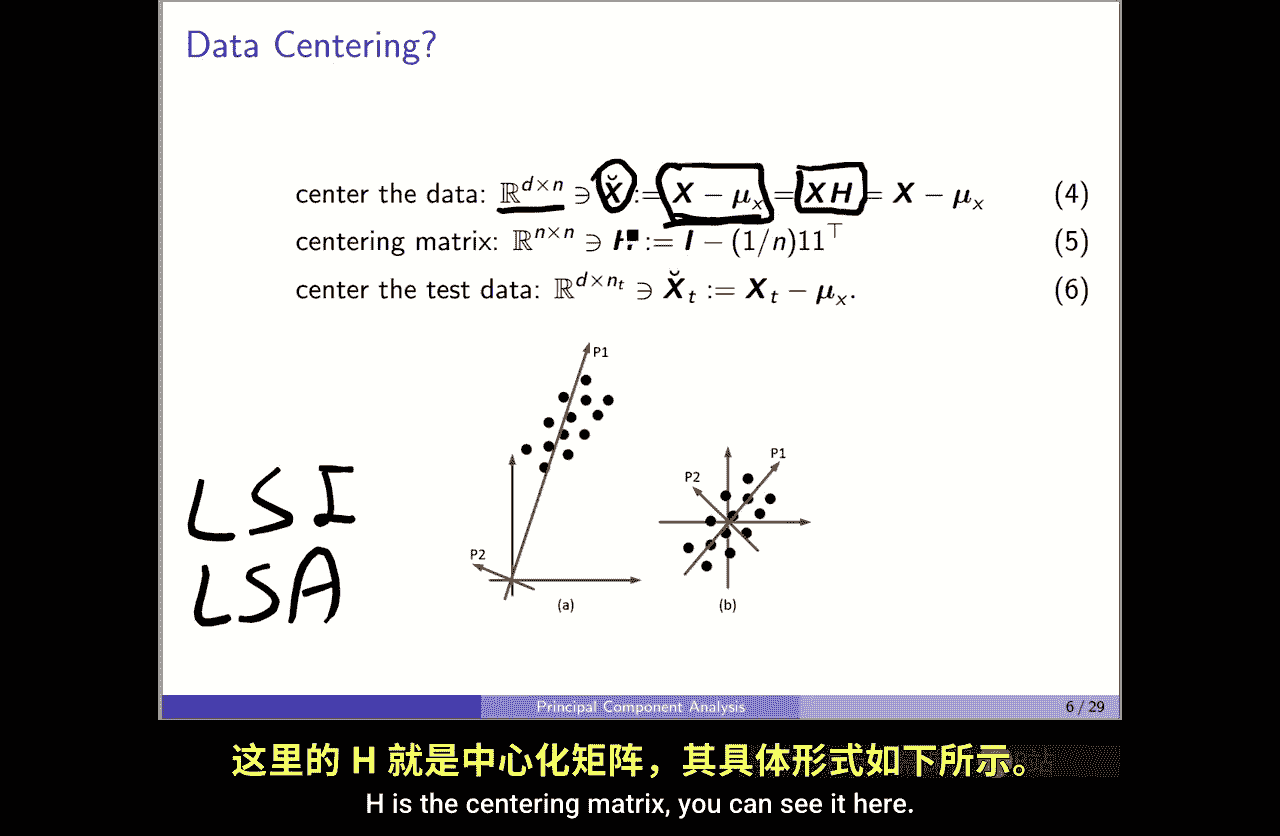 Data Centering?
center the data: ℝ^{d×n} ∋ X̆ := X − μ_x = XH = X − μ_x (4)
centering matrix: ℝ^{n×n} ∋ H := I − (1/n)11^⊤ (5)
center the test data: ℝ^{d×n_t} ∋ X̆_t := X_t − μ_x. (6)
P1
P2
(a)
P1
P2
(b)
LSI
LSA
Principal Component Analysis
6 / 29
这里的 H 就是中心化矩阵，其具体形式如下所示。
H is the centering matrix, you can see it here.